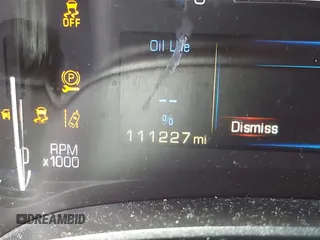 OFF
Oil Life
--
%
111227 mi
Dismiss
RPM
x1000
DREAMBID